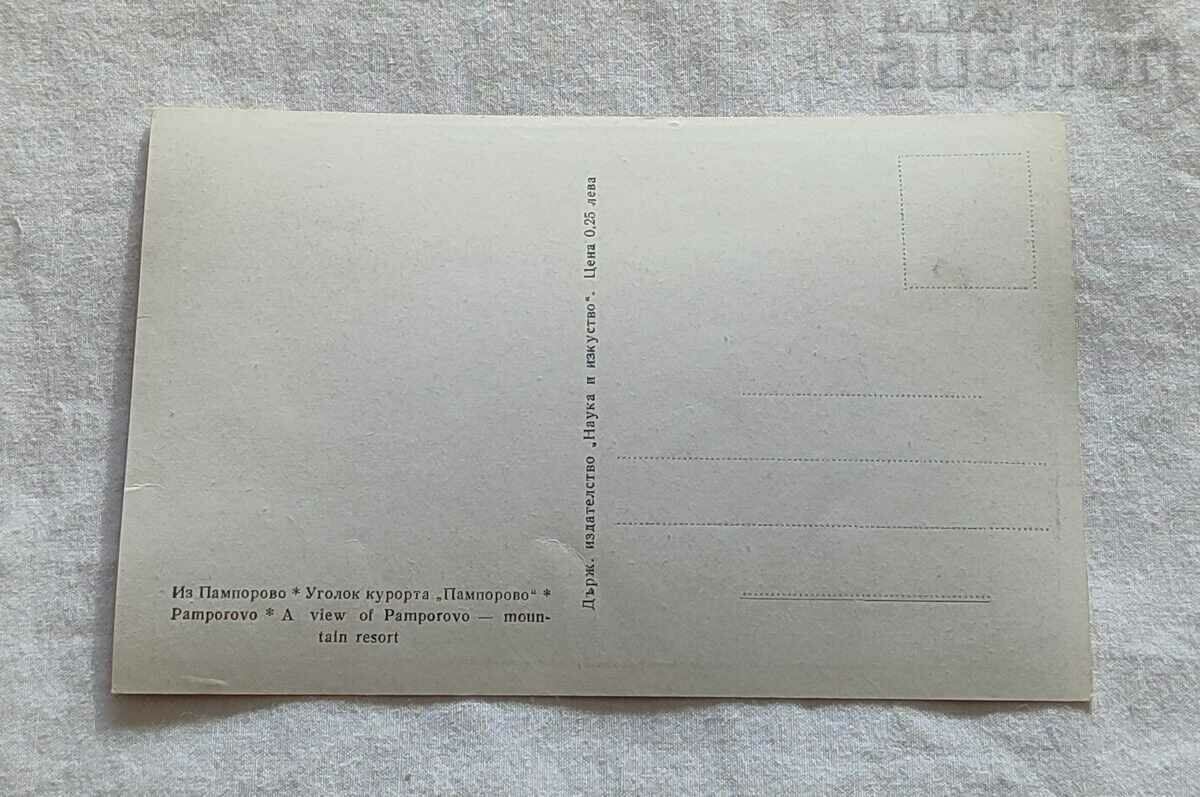 Из Пампорово * Уголок курорта „Пампорово“ *
Pamporovo * A view of Pamporovo — moun-
tain resort
Държ. издателство „Наука и изкуство“. Цена 0,25 лева